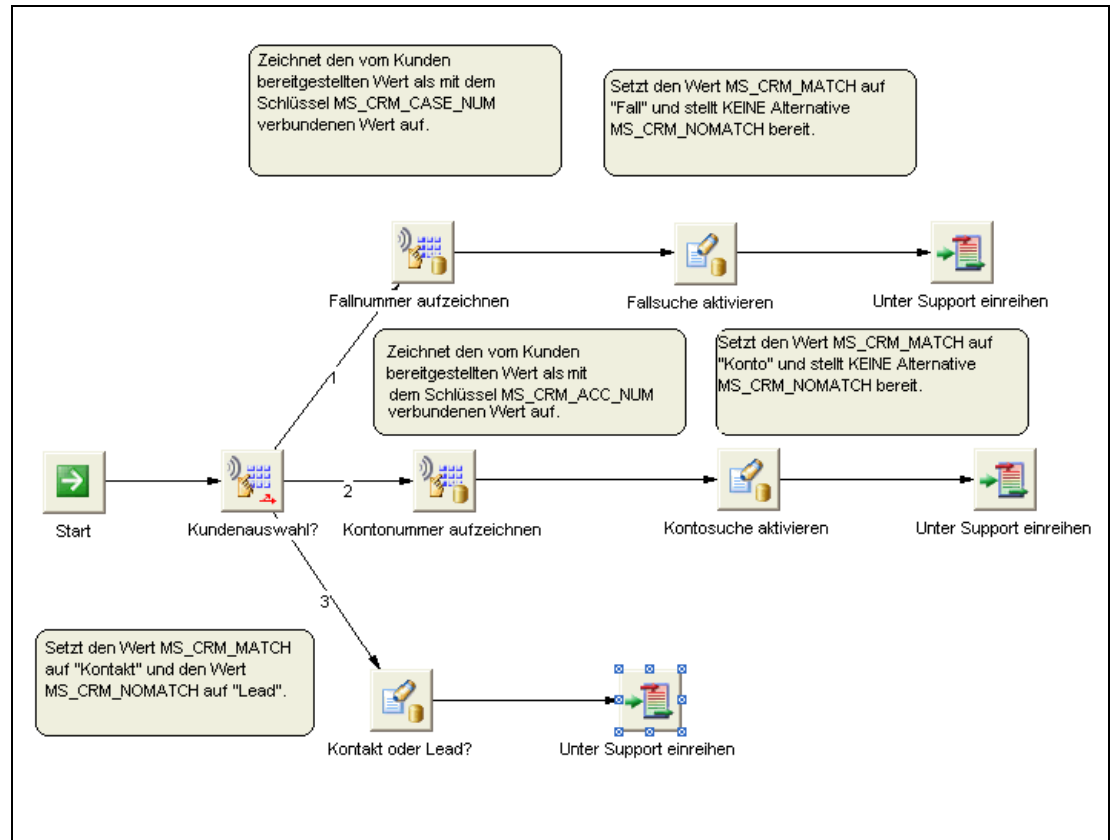 Zeichnet den vom Kunden
bereitgestellten Wert als mit dem
Schlüssel MS_CRM_CASE_NUM
verbundenen Wert auf.
Setzt den Wert MS_CRM_MATCH auf
"Fall" und stellt KEINE Alternative
MS_CRM_NOMATCH bereit.
Fallnummer aufzeichnen
Fallsuche aktivieren
Unter Support einreihen
1
Zeichnet den vom Kunden
bereitgestellten Wert als mit
dem Schlüssel MS_CRM_ACC_NUM
verbundenen Wert auf.
Setzt den Wert MS_CRM_MATCH auf
"Konto" und stellt KEINE Alternative
MS_CRM_NOMATCH bereit.
2
Start
Kundenauswahl?
Kontonummer aufzeichnen
Kontosuche aktivieren
Unter Support einreihen
3
Setzt den Wert MS_CRM_MATCH
auf "Kontakt" und den Wert
MS_CRM_NOMATCH auf "Lead".
Kontakt oder Lead?
Unter Support einreihen